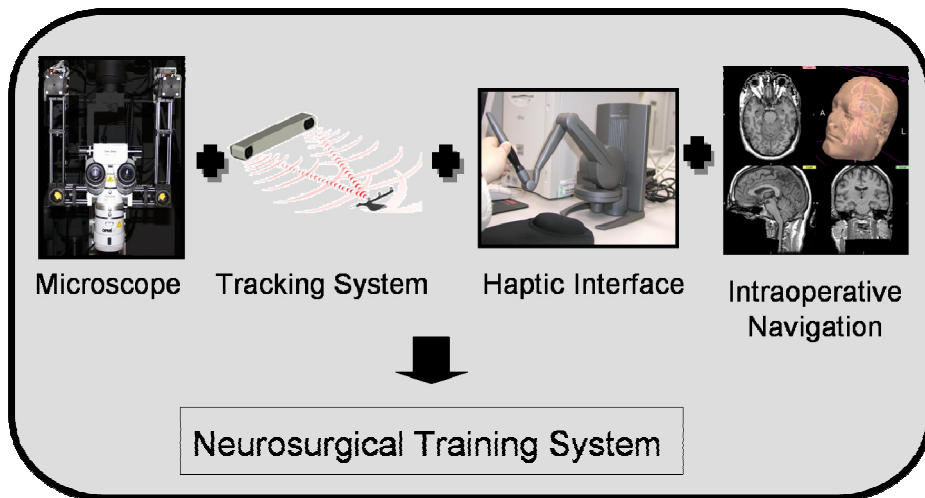 Microscope
Tracking System
Haptic Interface
Intraoperative
Navigation
A
L
Neurosurgical Training System